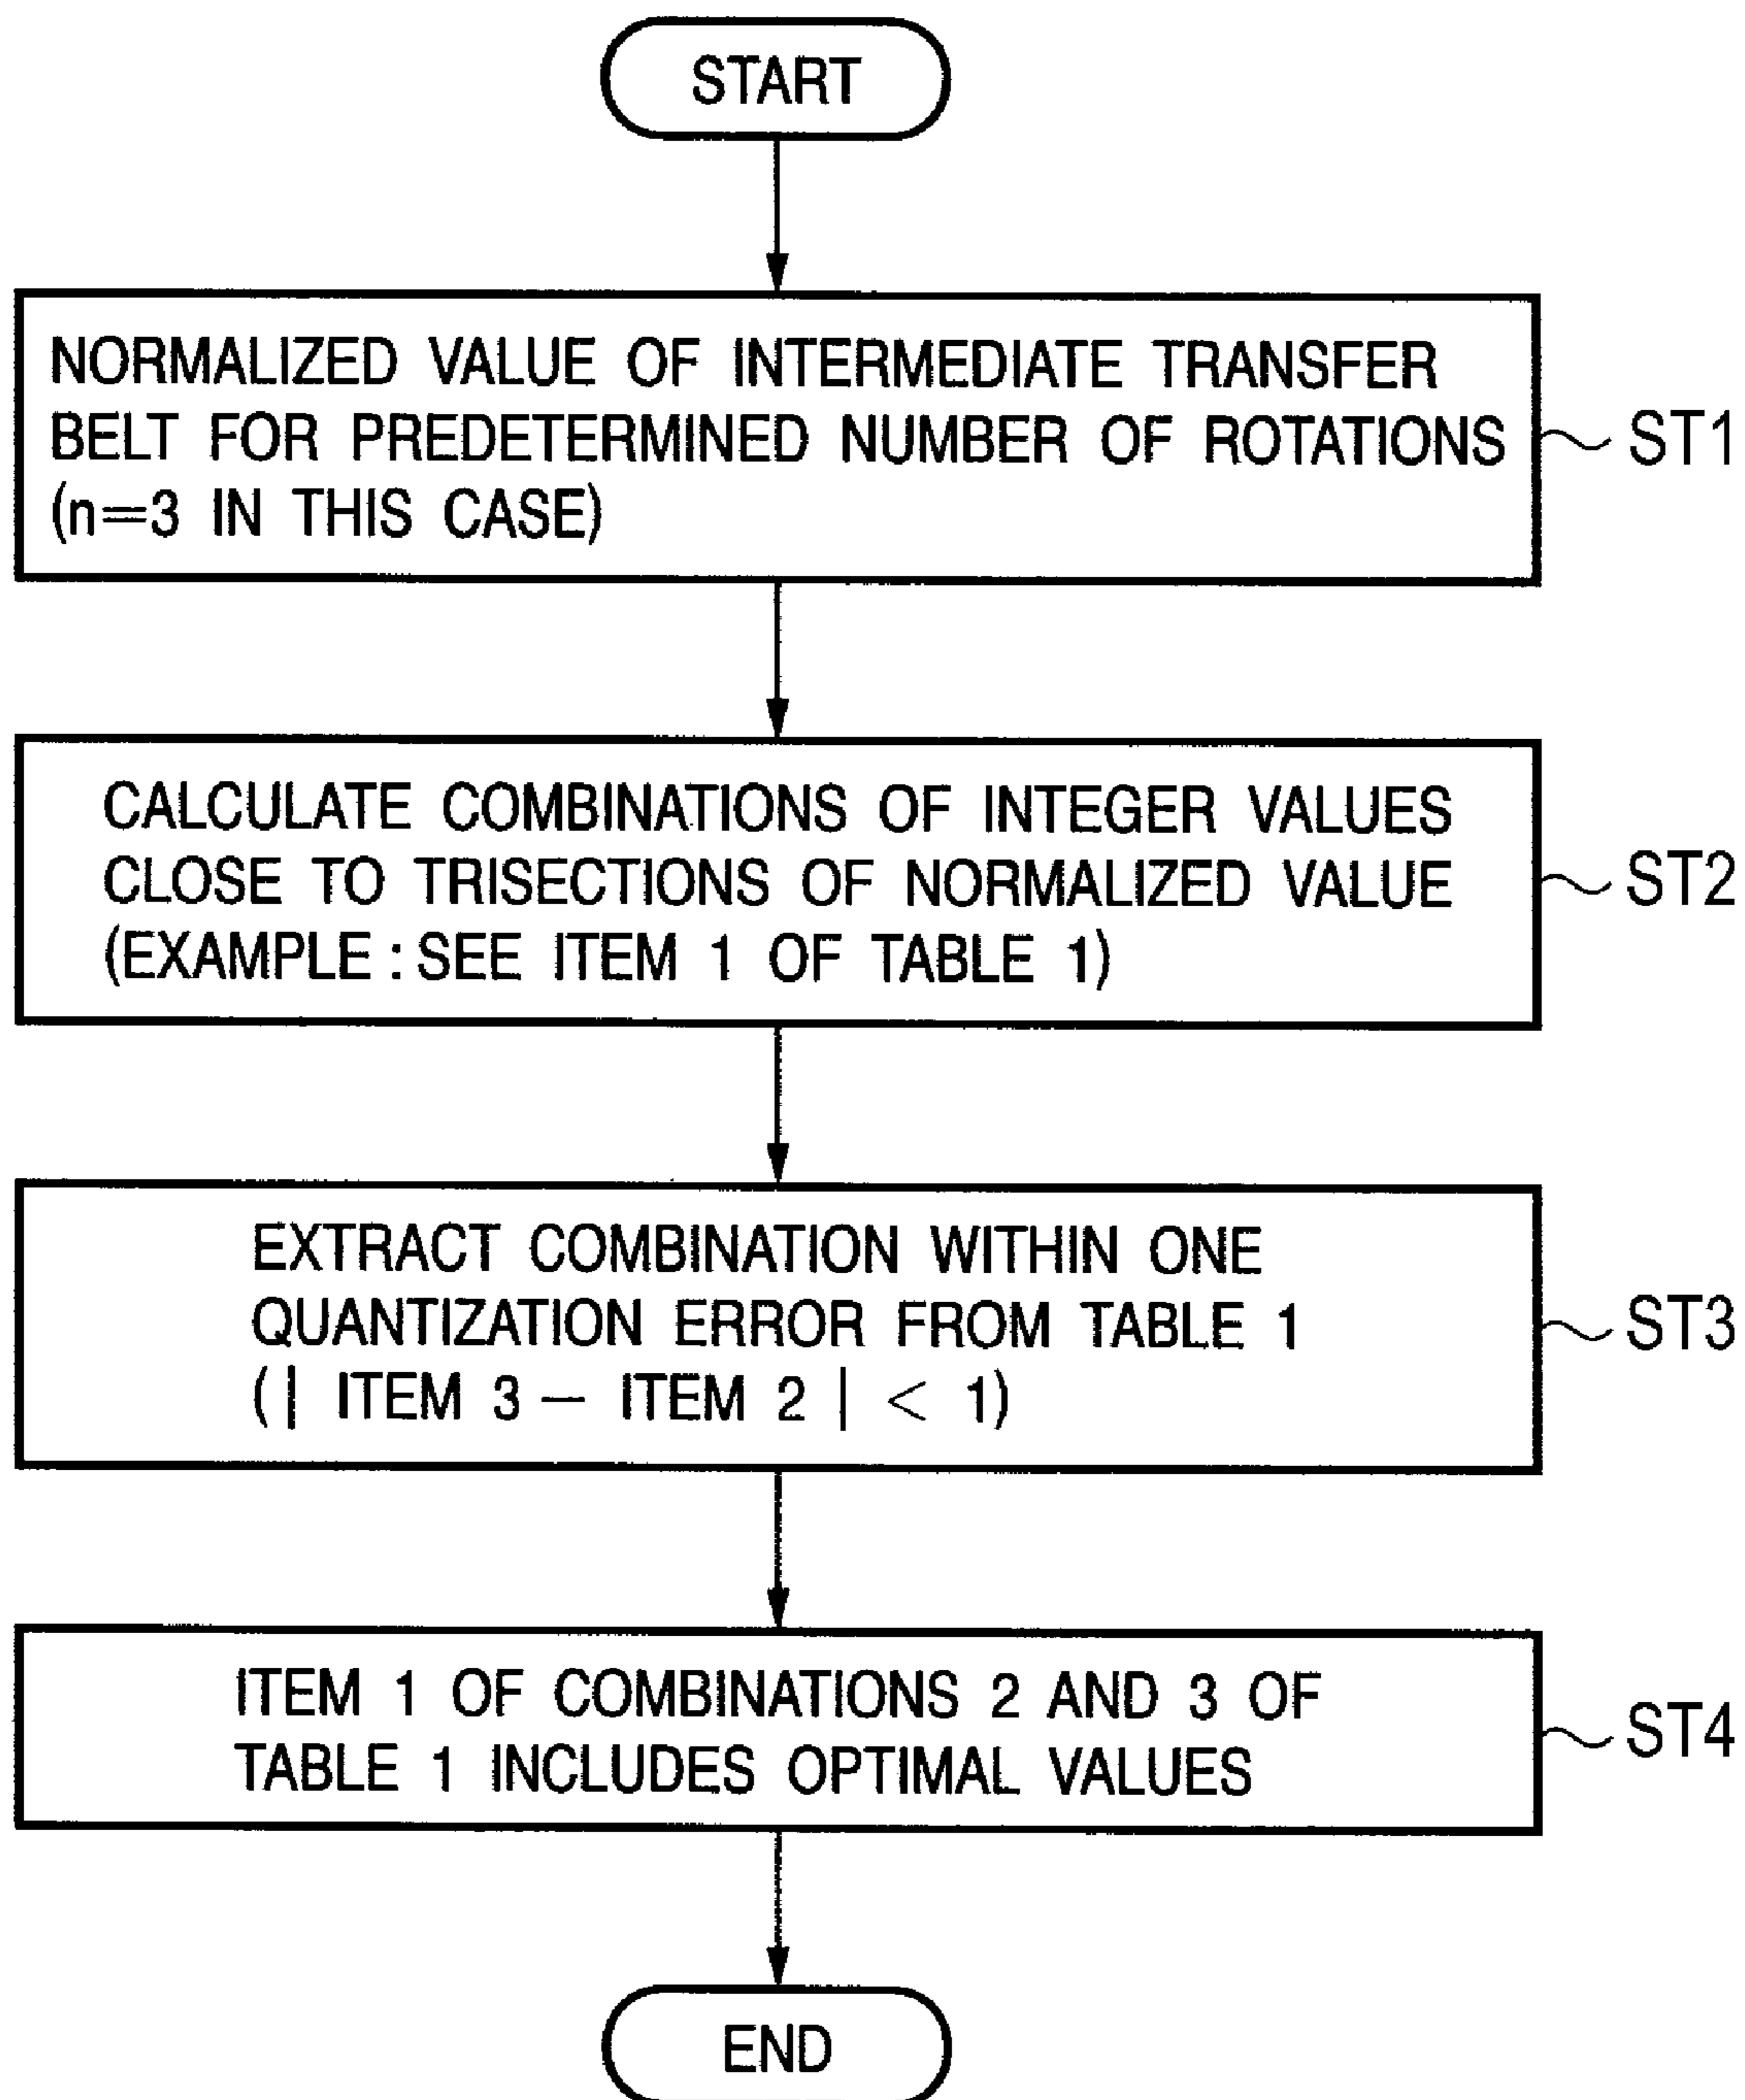 START
NORMALIZED VALUE OF INTERMEDIATE TRANSFER
BELT FOR PREDETERMINED NUMBER OF ROTATIONS
(n=3 IN THIS CASE)
ST1
CALCULATE COMBINATIONS OF INTEGER VALUES
CLOSE TO TRISECTIONS OF NORMALIZED VALUE
(EXAMPLE : SEE ITEM 1 OF TABLE 1)
ST2
EXTRACT COMBINATION WITHIN ONE
QUANTIZATION ERROR FROM TABLE 1
(| ITEM 3 — ITEM 2 | < 1)
ST3
ITEM 1 OF COMBINATIONS 2 AND 3 OF
TABLE 1 INCLUDES OPTIMAL VALUES
ST4
END